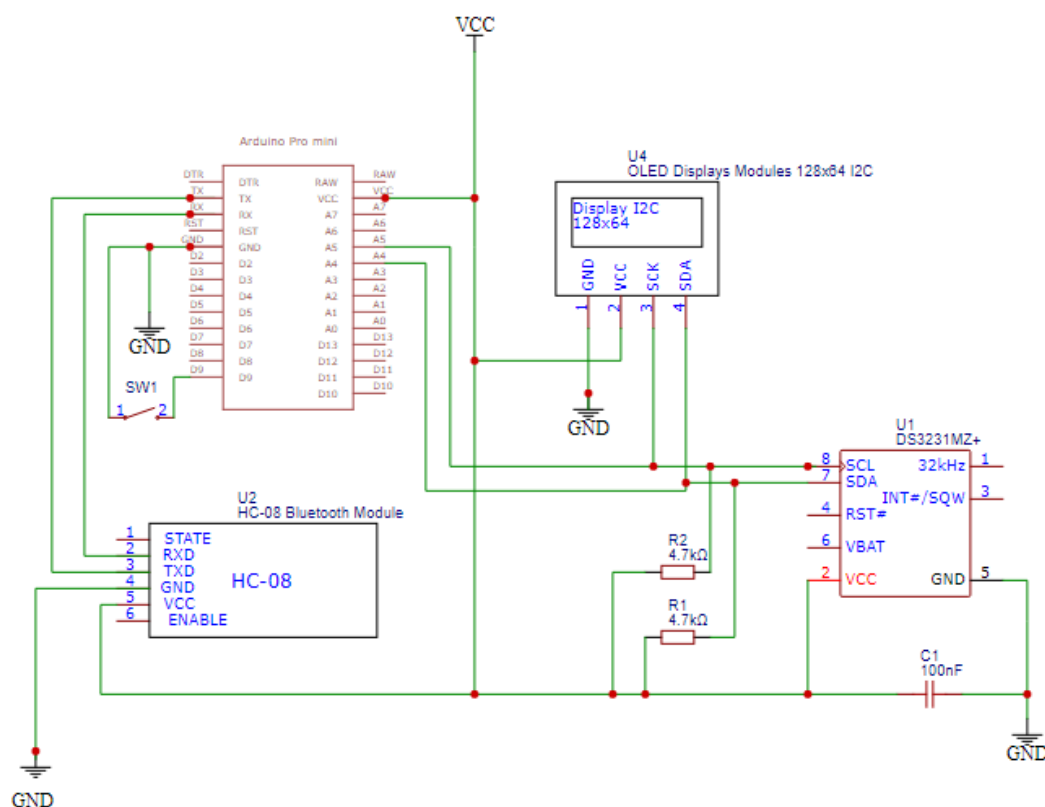 VCC
Arduino Pro mini
DTR
TX
RX
RST
GND
D2
D3
D4
D5
D6
D7
D8
D9
DTR
TX
RX
RST
GND
D2
D3
D4
D5
D6
D7
D8
D9
RAW
VCC
A7
A6
A5
A4
A3
A2
A1
A0
D13
D12
D11
D10
RAW
VCC
A7
A6
A5
A4
A3
A2
A1
A0
D13
D12
D11
D10
GND
SW1
1 2
U4
OLED Displays Modules 128x64 I2C
Display I2C
128x64
GND VCC SCK SDA
1 2 3 4
GND
U1
DS3231MZ+
8 SCL 32kHz 1
7 SDA
INT#/SQW 3
4 RST#
6 VBAT
2 VCC GND 5
U2
HC-08 Bluetooth Module
1 STATE
2 RXD
3 TXD
4 GND
5 VCC
6 ENABLE
HC-08
R2
4.7kΩ
R1
4.7kΩ
C1
100nF
GND
GND